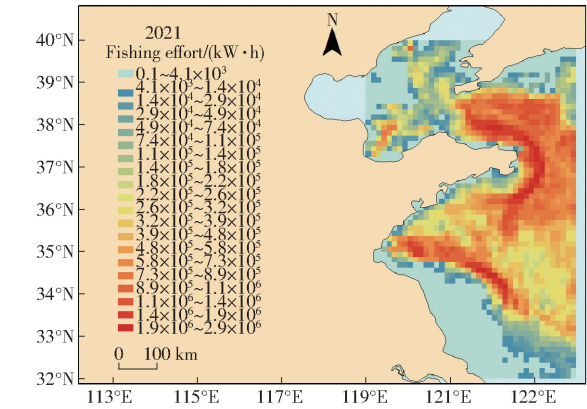 N
2021
Fishing effort/(kW·h)
0.1~4.1×10³
4.1×10³~1.4×10⁴
1.4×10⁴~2.9×10⁴
2.9×10⁴~4.9×10⁴
4.9×10⁴~7.4×10⁴
7.4×10⁴~1.1×10⁵
1.1×10⁵~1.4×10⁵
1.4×10⁵~1.8×10⁵
1.8×10⁵~2.2×10⁵
2.2×10⁵~2.6×10⁵
2.6×10⁵~3.2×10⁵
3.2×10⁵~3.9×10⁵
3.9×10⁵~4.8×10⁵
4.8×10⁵~5.8×10⁵
5.8×10⁵~7.3×10⁵
7.3×10⁵~8.9×10⁵
8.9×10⁵~1.1×10⁶
1.1×10⁶~1.4×10⁶
1.4×10⁶~1.9×10⁶
1.9×10⁶~2.9×10⁶
0 100 km
40°N
39°N
38°N
37°N
36°N
35°N
34°N
33°N
32°N
113°E 115°E 117°E 119°E 121°E 122°E